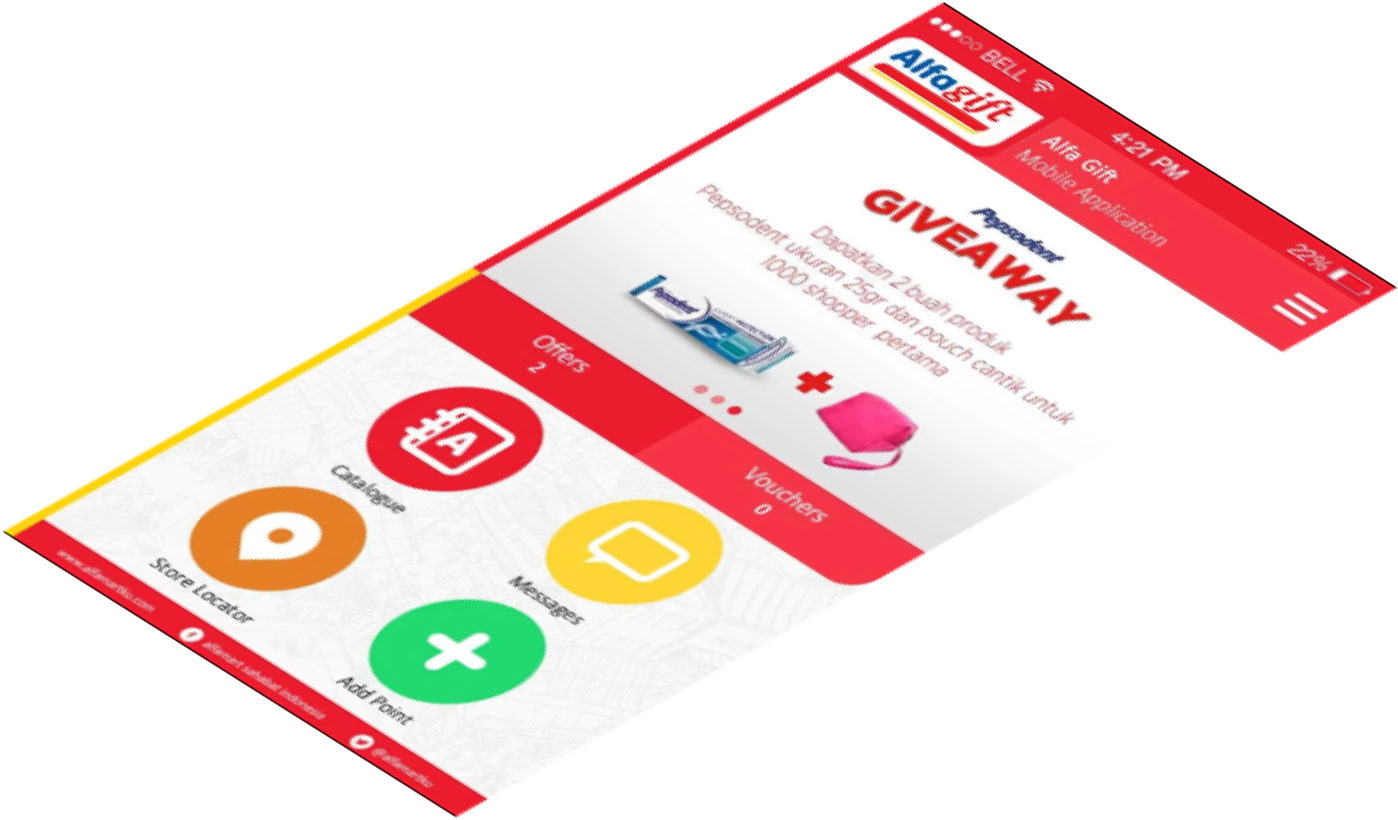 BELL
4:21 PM
22%
Alfagift
Alfa Gift
Mobile Application
Pepsodent
GIVEAWAY
Dapatkan 2 buah produk
Pepsodent ukuran 25gr dan pouch cantik untuk
1000 shopper pertama
Pepsodent
Offers
2
Vouchers
0
A
Catalogue
Messages
Store Locator
Add Point
www.alfamartku.com
alfamart sahabat indonesia
@alfamartku